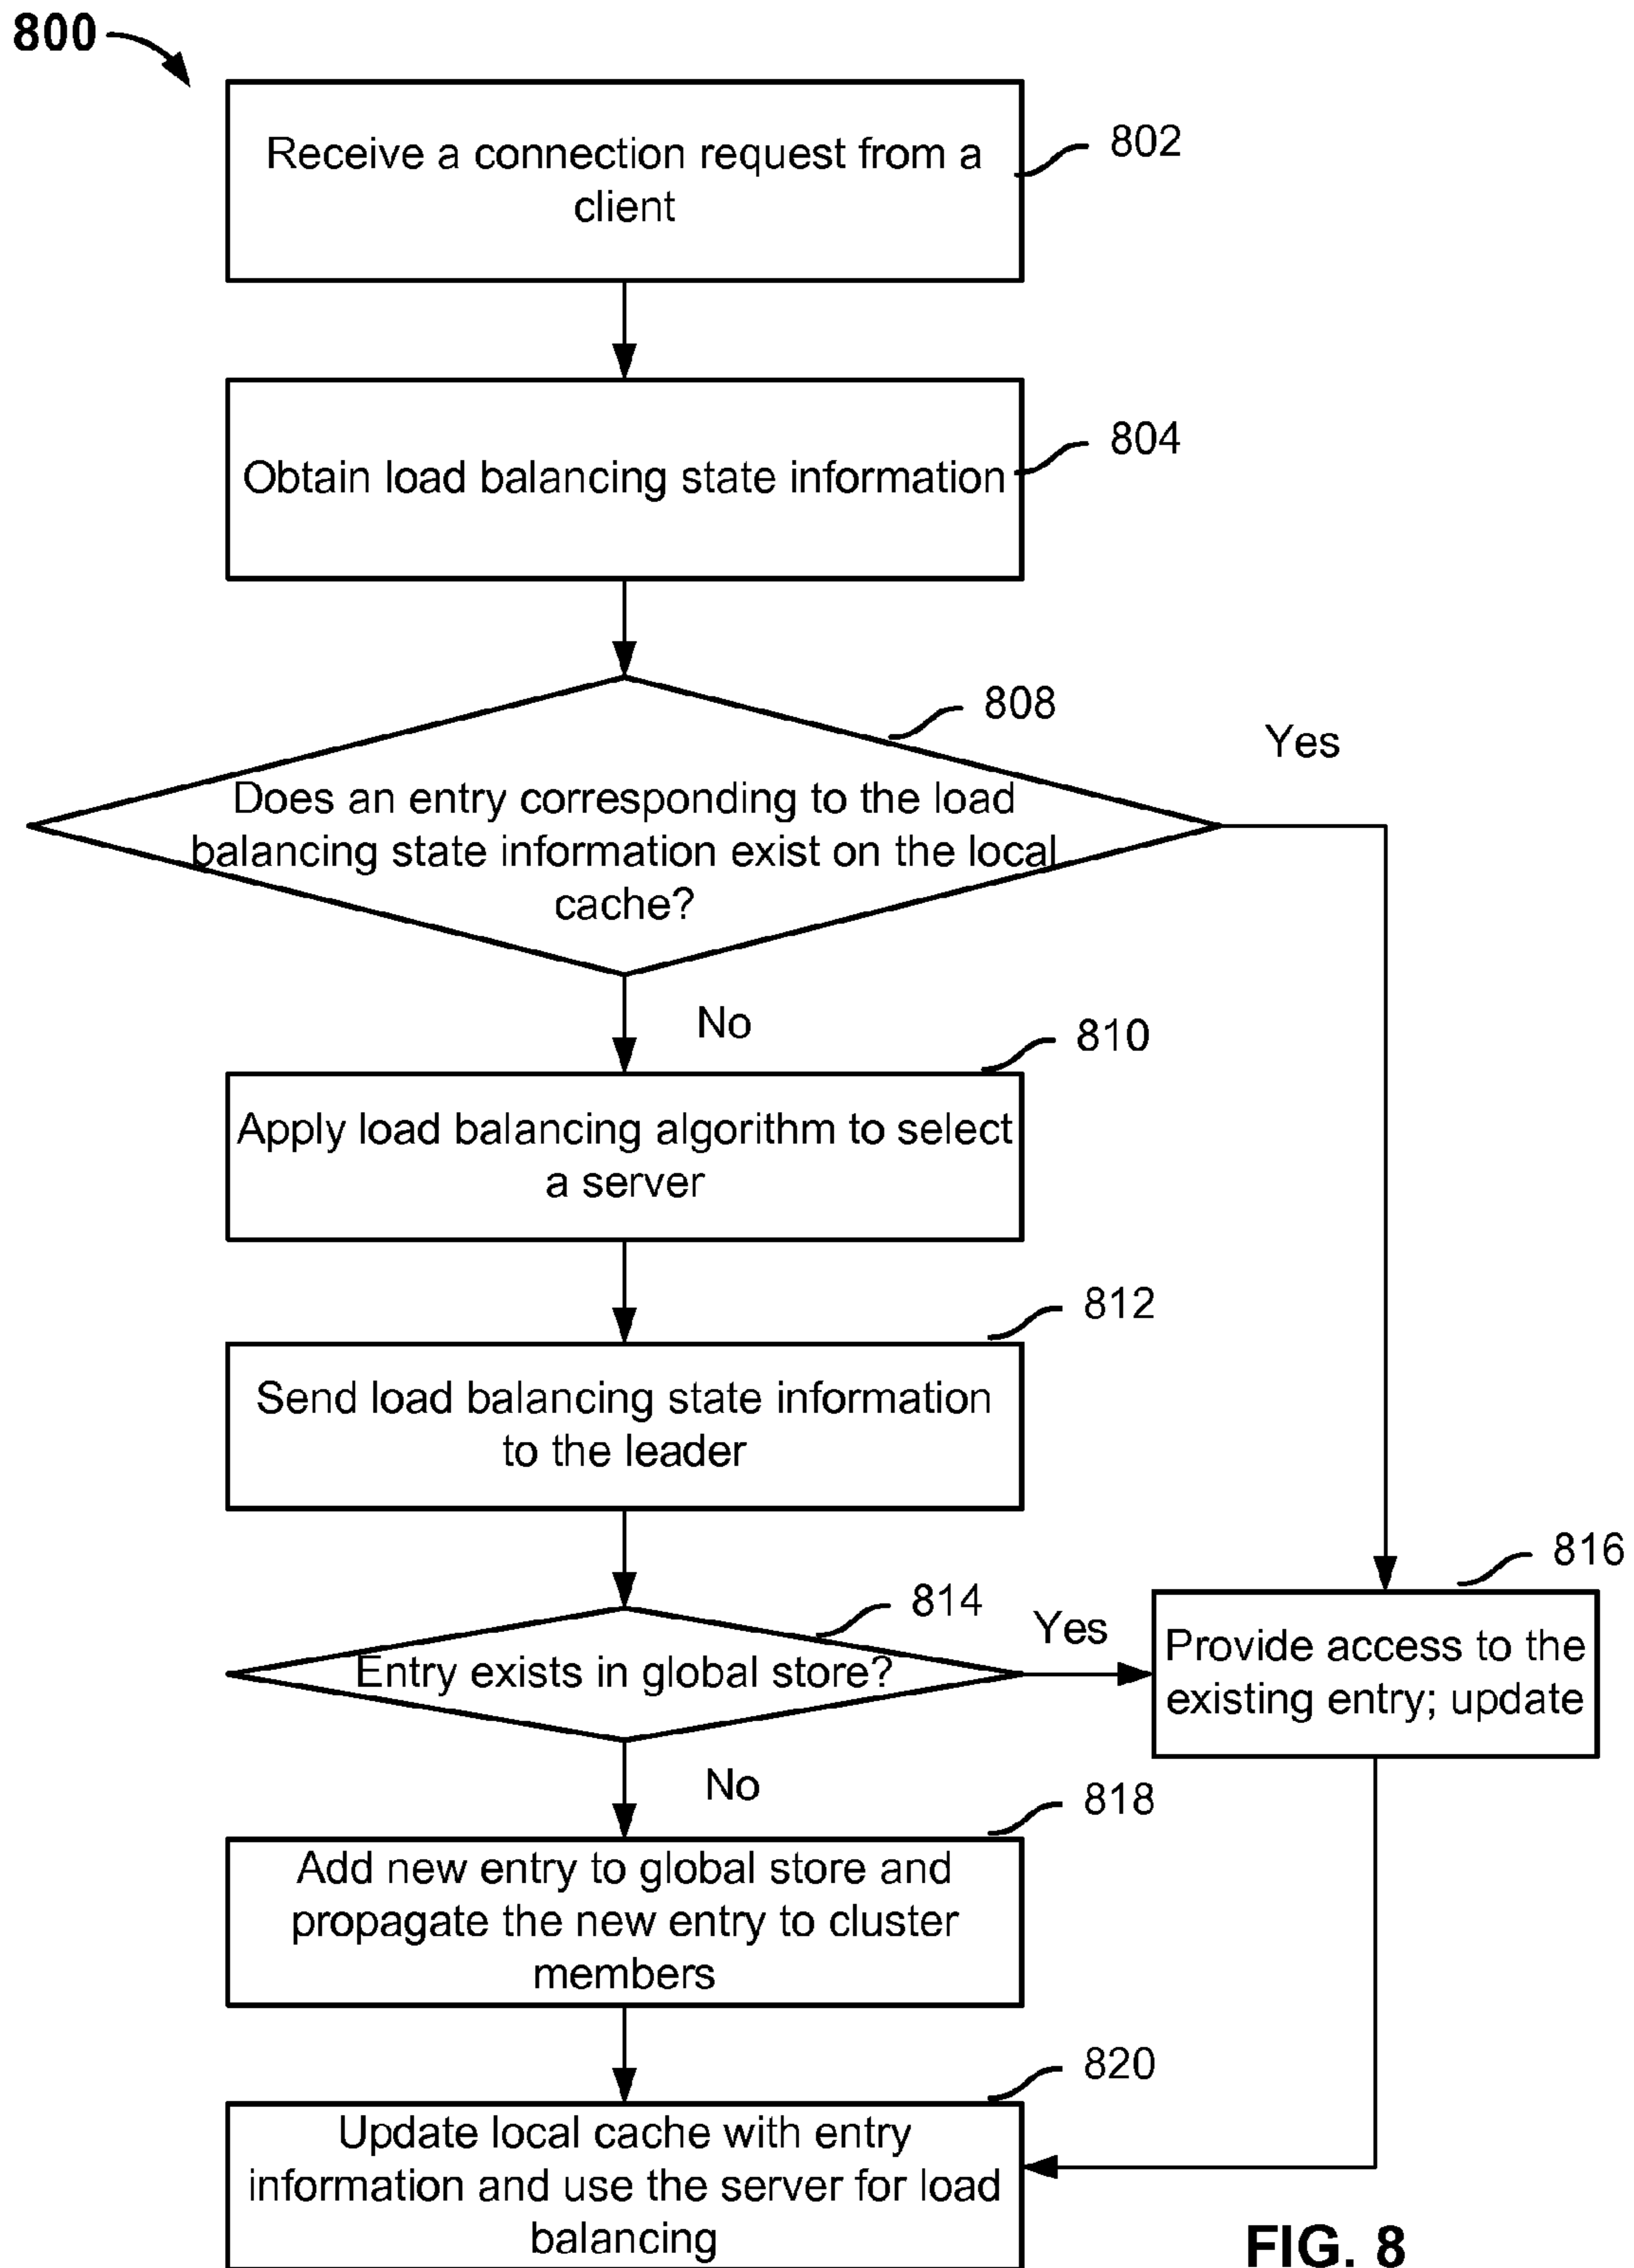 800
Receive a connection request from a
client
802
Obtain load balancing state information
804
808
Yes
Does an entry corresponding to the load
balancing state information exist on the local
cache?
No
810
Apply load balancing algorithm to select
a server
812
Send load balancing state information
to the leader
814
Entry exists in global store?
Yes
816
Provide access to the
existing entry; update
No
818
Add new entry to global store and
propagate the new entry to cluster
members
820
Update local cache with entry
information and use the server for load
balancing
FIG. 8